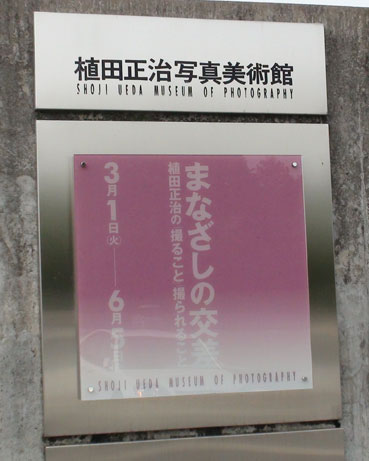 植田正治写真美術館
SHOJI UEDA MUSEUM OF PHOTOGRAPHY
まなざしの交差
植田正治の 撮ること 撮られること
3月1日(火)——6月5日
SHOJI UEDA MUSEUM OF PHOTOGRAPHY